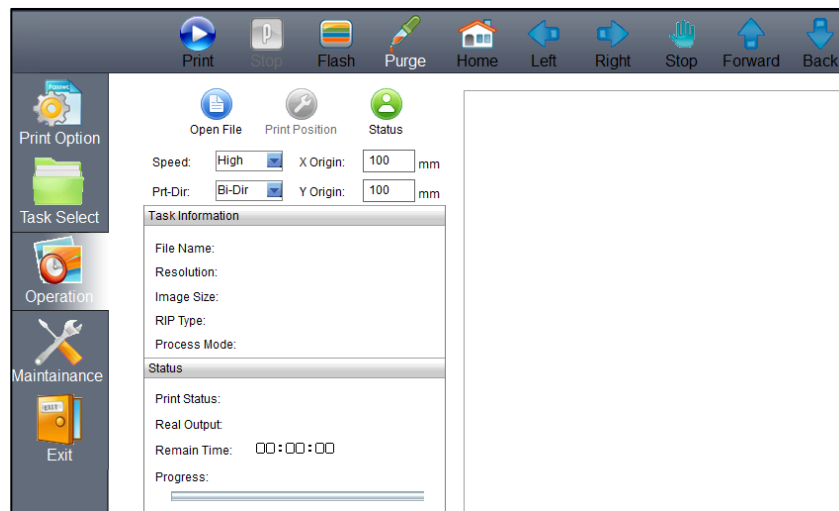 Print Stop Flash Purge Home Left Right Stop Forward Back
Print Option
Task Select
Operation
Maintainance
Exit
Open File Print Position Status
Speed: High X Origin: 100 mm
Prt-Dir: Bi-Dir Y Origin: 100 mm
Task Information
File Name:
Resolution:
Image Size:
RIP Type:
Process Mode:
Status
Print Status:
Real Output:
Remain Time: 00:00:00
Progress: